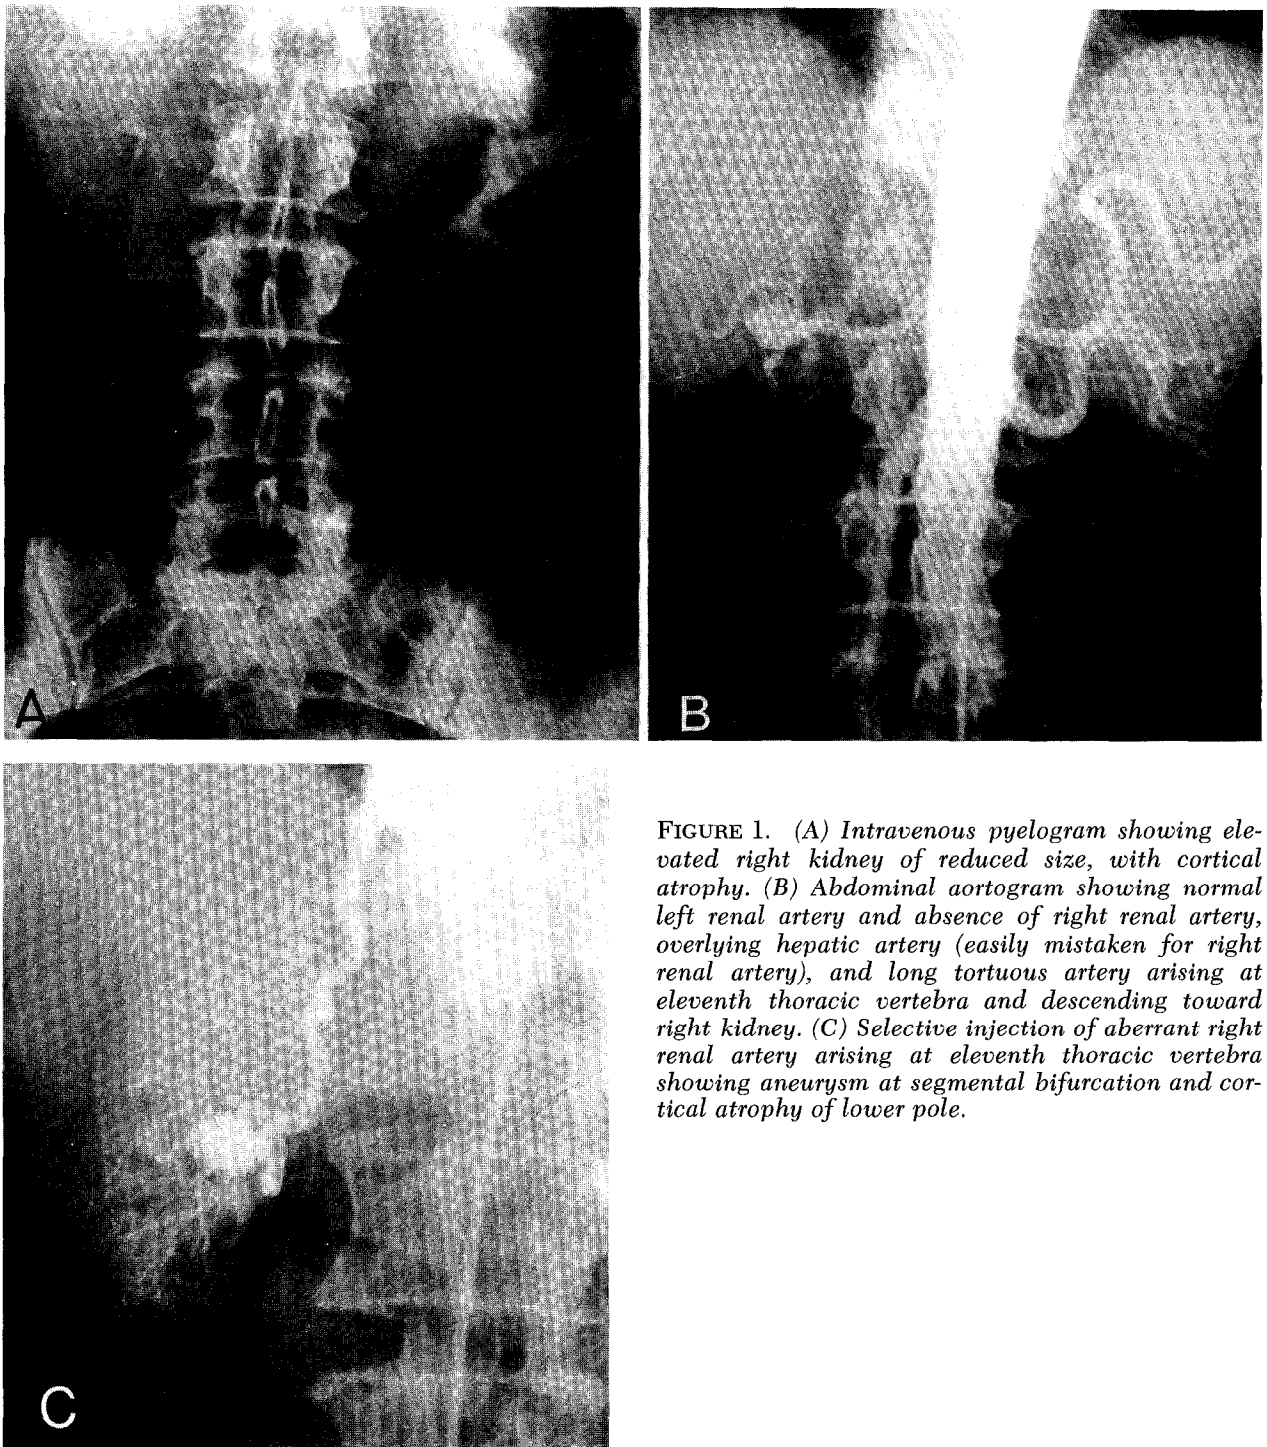 A
B
C
FIGURE 1. (A) Intravenous pyelogram showing ele-
vated right kidney of reduced size, with cortical
atrophy. (B) Abdominal aortogram showing normal
left renal artery and absence of right renal artery,
overlying hepatic artery (easily mistaken for right
renal artery), and long tortuous artery arising at
eleventh thoracic vertebra and descending toward
right kidney. (C) Selective injection of aberrant right
renal artery arising at eleventh thoracic vertebra
showing aneurysm at segmental bifurcation and cor-
tical atrophy of lower pole.